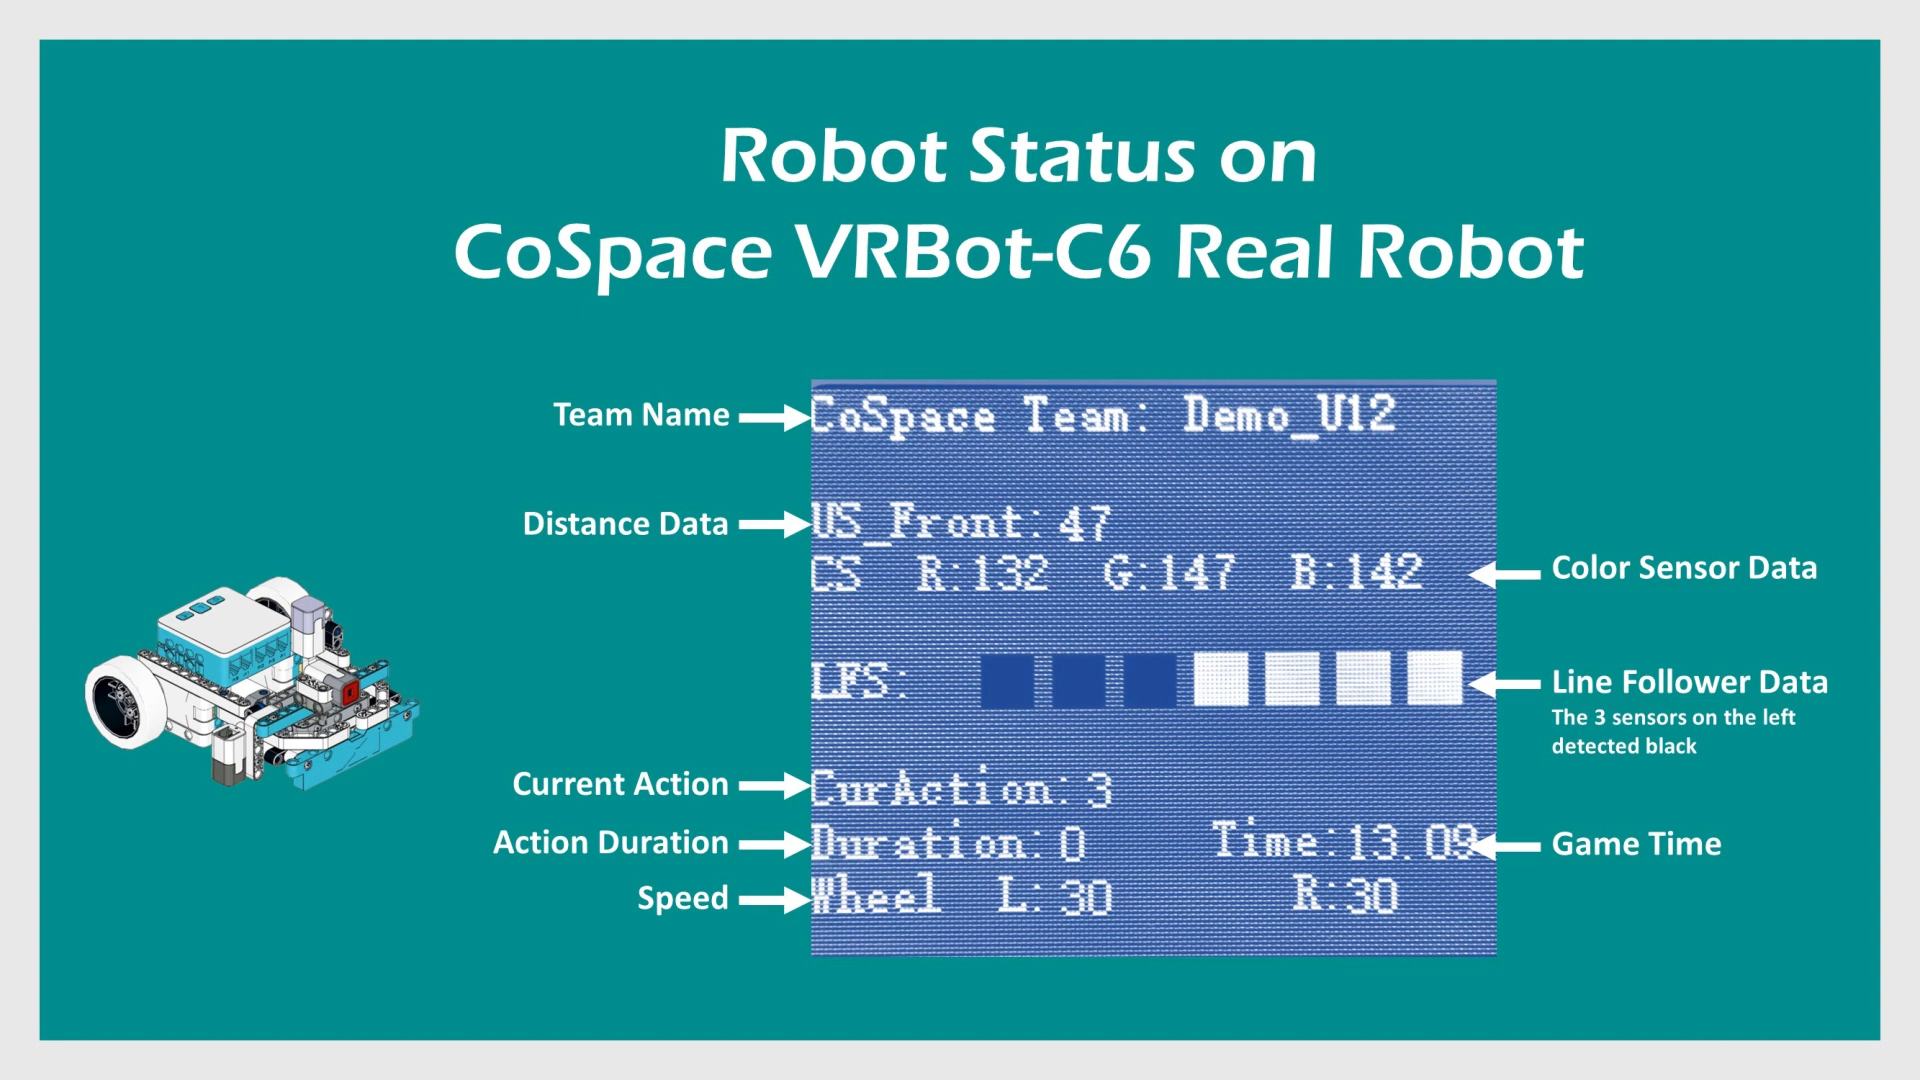 Robot Status on
CoSpace VRBot-C6 Real Robot
Team Name
CoSpace Team: Demo_U12
Distance Data
US_Front:47
CS R:132 G:147 B:142
Color Sensor Data
LFS:
Line Follower Data
The 3 sensors on the left
detected black
Current Action
CurAction:3
Action Duration
Duration:0 Time:13.09
Game Time
Speed
Wheel L:30 R:30